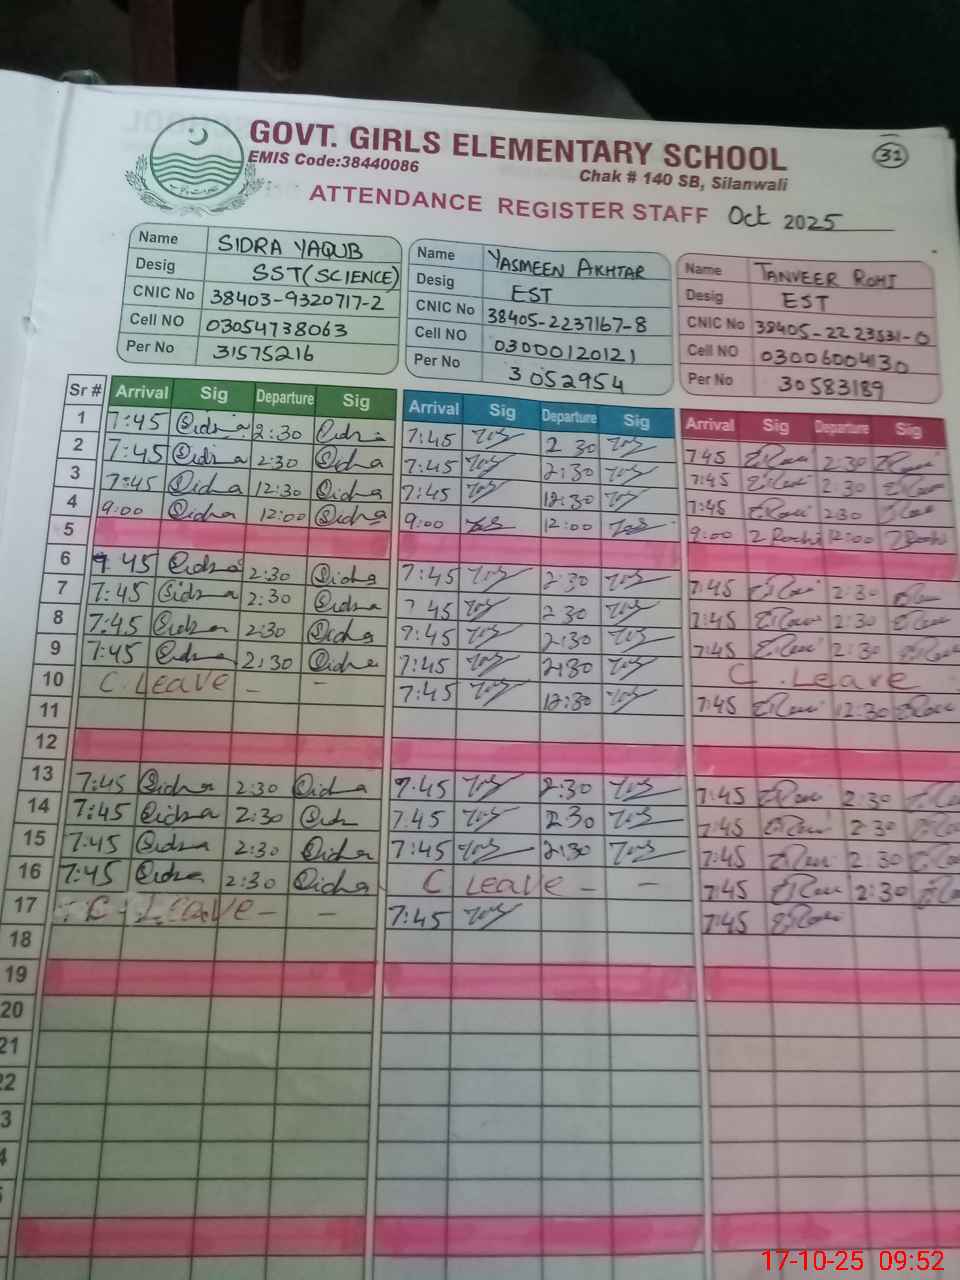 GOVT. GIRLS ELEMENTARY SCHOOL
31
EMIS Code:38440086
Chak # 140 SB, Silanwali
ATTENDANCE REGISTER STAFF Oct 2025
Name SIDRA YAQUB Name YASMEEN AKHTAR Name TANVEER ROHI
Desig SST(SCIENCE) Desig EST Desig EST
CNIC No 38403-9320717-2 CNIC No 38405-2237167-8 CNIC No 38405-2223531-0
Cell NO 03054738063 Cell NO 03000120121 Cell NO 03006004130
Per No 31575216 Per No 3052954 Per No 30583189
Sr # Arrival Sig Departure Sig Arrival Sig Departure Sig Arrival Sig Departure Sig
1 7:45 Sidra 2:30 Sidra 7:45 2 30 7 45 2:30
2 7:45 Sidra 2:30 Sidra 7:45 2:30 7:45 2:30
3 7:45 Sidra 12:30 Sidra 7:45 12:30 7:45 2:30
4 9:00 Sidra 12:00 Sidra 9:00 12:00 9:00 12:00
5
6 7 45 Sidra 2:30 Sidra 7:45 2:30 7:45 2:30
7 7:45 Sidra 2:30 Sidra 7 45 2 30 7:45 2:30
8 7:45 Sidra 2:30 Sidra 7:45 2:30 7:45 2:30
9 7:45 Sidra 2:30 Sidra 7:45 2:30 C. Leave
10 C. Leave – – 7:45 12:30 7:45 12:30
11
12
13 7:45 Sidra 2:30 Sidra 7.45 2:30 7:45 2:30
14 7:45 Sidra 2:30 Sidra 7.45 2 30 7:45 2:30
15 7:45 Sidra 2:30 Sidra 7:45 2:30 7:45 2:30
16 7:45 Sidra 2:30 Sidra C Leave – – 7:45 2:30
17 C. Leave – – 7:45 7:45
18
19
20
21
22
3
4
17-10-25 09:52